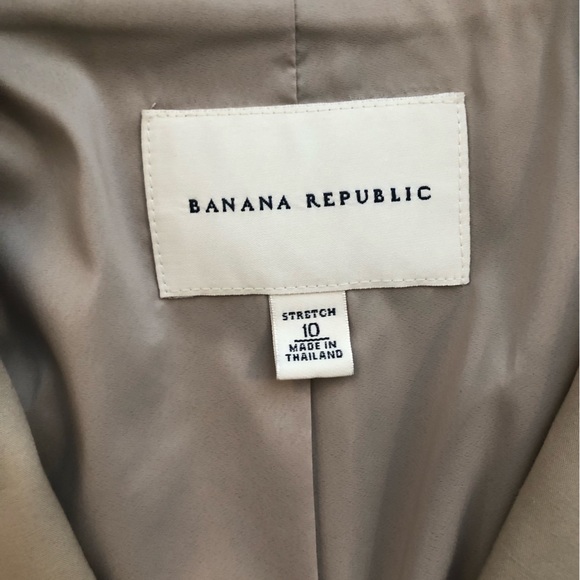 BANANA REPUBLIC
STRETCH
10
MADE IN
THAILAND